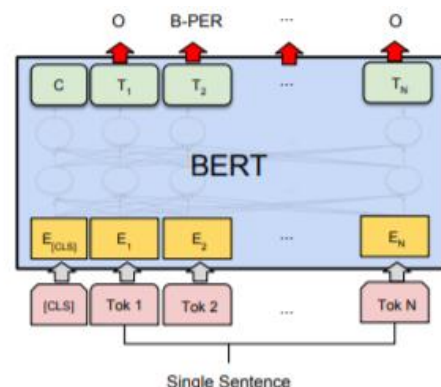 O B-PER ... O
C T1 T2 ... TN
BERT
E[CLS] E1 E2 ... EN
[CLS] Tok 1 Tok 2 ... Tok N
Single Sentence